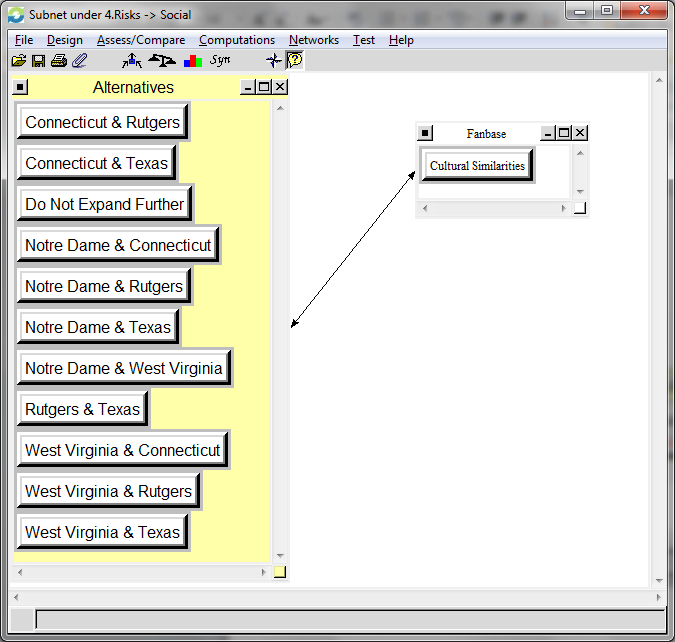 Subnet under 4.Risks -> Social
File Design Assess/Compare Computations Networks Test Help
Syn
Alternatives
Connecticut & Rutgers
Connecticut & Texas
Do Not Expand Further
Notre Dame & Connecticut
Notre Dame & Rutgers
Notre Dame & Texas
Notre Dame & West Virginia
Rutgers & Texas
West Virginia & Connecticut
West Virginia & Rutgers
West Virginia & Texas
Fanbase
Cultural Similarities